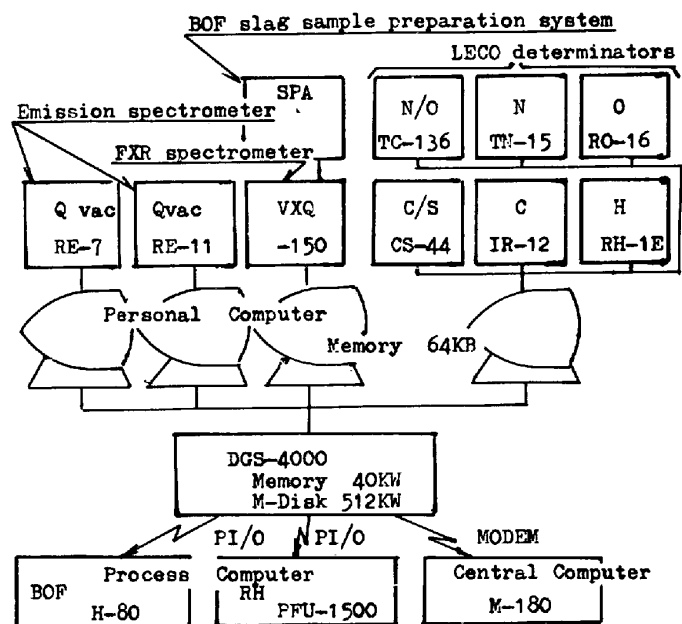 BOF slag sample preparation system
LECO determinators
SPA
N/O
TC-136
N
TN-15
O
RO-16
Emission spectrometer
FXR spectrometer
Q vac
RE-7
Qvac
RE-11
VXQ
-150
C/S
CS-44
C
IR-12
H
RH-1E
Personal Computer
Memory 64KB
DGS-4000
Memory 40KW
M-Disk 512KW
PI/O PI/O MODEM
Process Computer
BOF
H-80
RH
PFU-1500
Central Computer
M-180